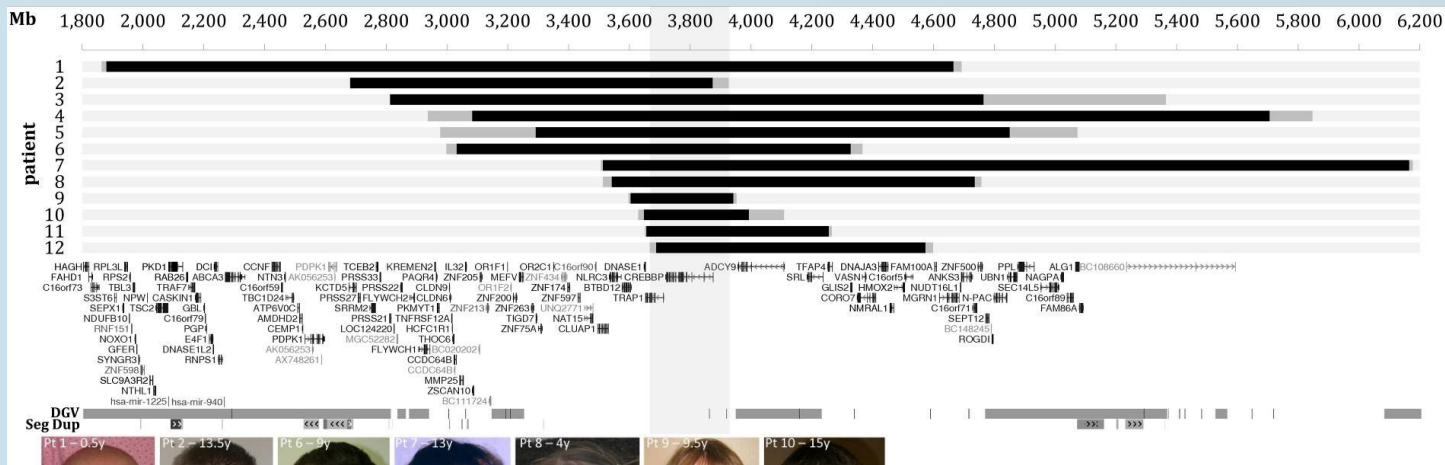 Mb 1,800 2,000 2,200 2,400 2,600 2,800 3,000 3,200 3,400 3,600 3,800 4,000 4,200 4,400 4,600 4,800 5,000 5,200 5,400 5,600 5,800 6,000 6,200
patient
1
2
3
4
5
6
7
8
9
10
11
12
HAGH RPL3L PKD1 DCI CCNF PDPK1 TCEB2 KREMEN2 IL32 OR1F1 OR2C1 C16orf90 DNASE1 ADCY9 TFAP4 DNAJA3 FAM100A ZNF500 PPL ALG1 BC108660
FAHD1 RPS2 RAB26 ABCA3 NTN3 AK056253 PRSS33 PAQR4 ZNF205 MEFV ZNF434 NLRC3 CREBBP SRL VASN C16orf5 ANKS3 UBN1 NAGPA
C16orf73 TBL3 TRAF7 C16orf59 KCTD5 PRSS22 CLDN9 OR1F2 ZNF174 BTBD12 GLIS2 HMOX2 NUDT16L1 SEC14L5
S3ST6 NPW CASKIN1 TBC1D24 PRSS27 FLYWCH2 CLDN6 ZNF200 ZNF597 TRAP1 CORO7 MGRN1 N-PAC C16orf89
SEPX1 TSC2 GBL ATP6V0C SRRM2 PKMYT1 ZNF213 ZNF263 UNQ2771 NMRAL1 C16orf71 FAM86A
NDUFB10 C16orf79 AMDHD2 PRSS21 TNFRSF12A TIGD7 NAT15 SEPT12
RNF151 PGP CEMP1 LOC124220 HCFC1R1 ZNF75A CLUAP1 BC148245
NOXO1 E4F1 PDPK1 MGC52282 THOC6 ROGDI
GFER DNASE1L2 AK056253 FLYWCH1 BC020202
SYNGR3 RNPS1 AX748261 CCDC64B
ZNF598 CCDC64B
SLC9A3R2 MMP25
NTHL1 ZSCAN10
hsa-mir-1225 hsa-mir-940 BC111724
DGV
Seg Dup
Pt 1 – 0.5y Pt 2 – 13.5y Pt 6 – 9y Pt 7 – 13y Pt 8 – 4y Pt 9 – 9.5y Pt 10 – 15y